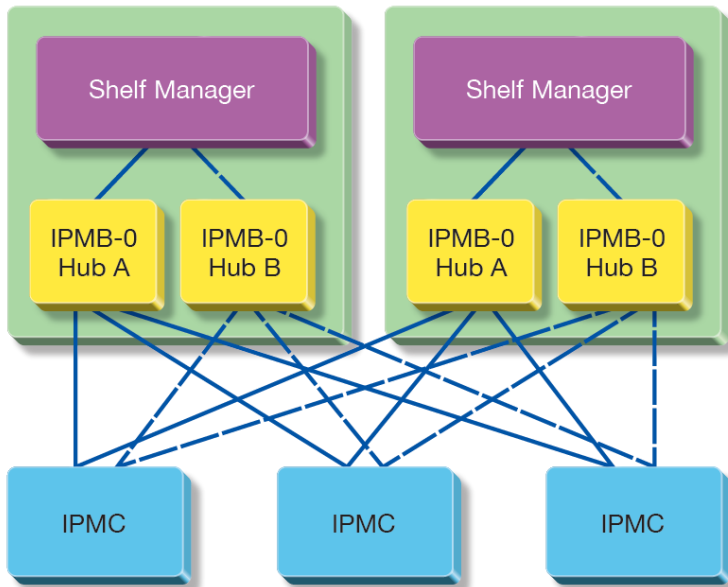 Shelf Manager
Shelf Manager
IPMB-0
Hub A
IPMB-0
Hub B
IPMB-0
Hub A
IPMB-0
Hub B
IPMC
IPMC
IPMC